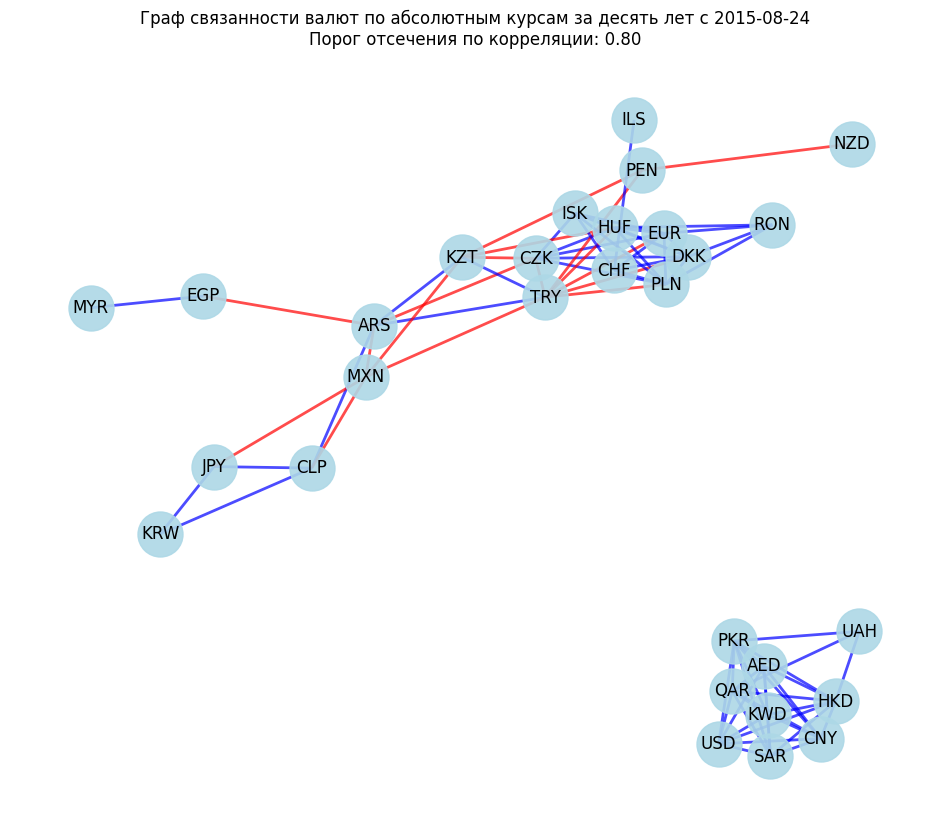 Граф связанности валют по абсолютным курсам за десять лет с 2015-08-24
Порог отсечения по корреляции: 0.80
ILS
NZD
PEN
ISK
HUF
EUR
RON
KZT
CZK
DKK
CHF
PLN
TRY
MYR
EGP
ARS
MXN
JPY
CLP
KRW
UAH
PKR
AED
QAR
HKD
KWD
USD
CNY
SAR